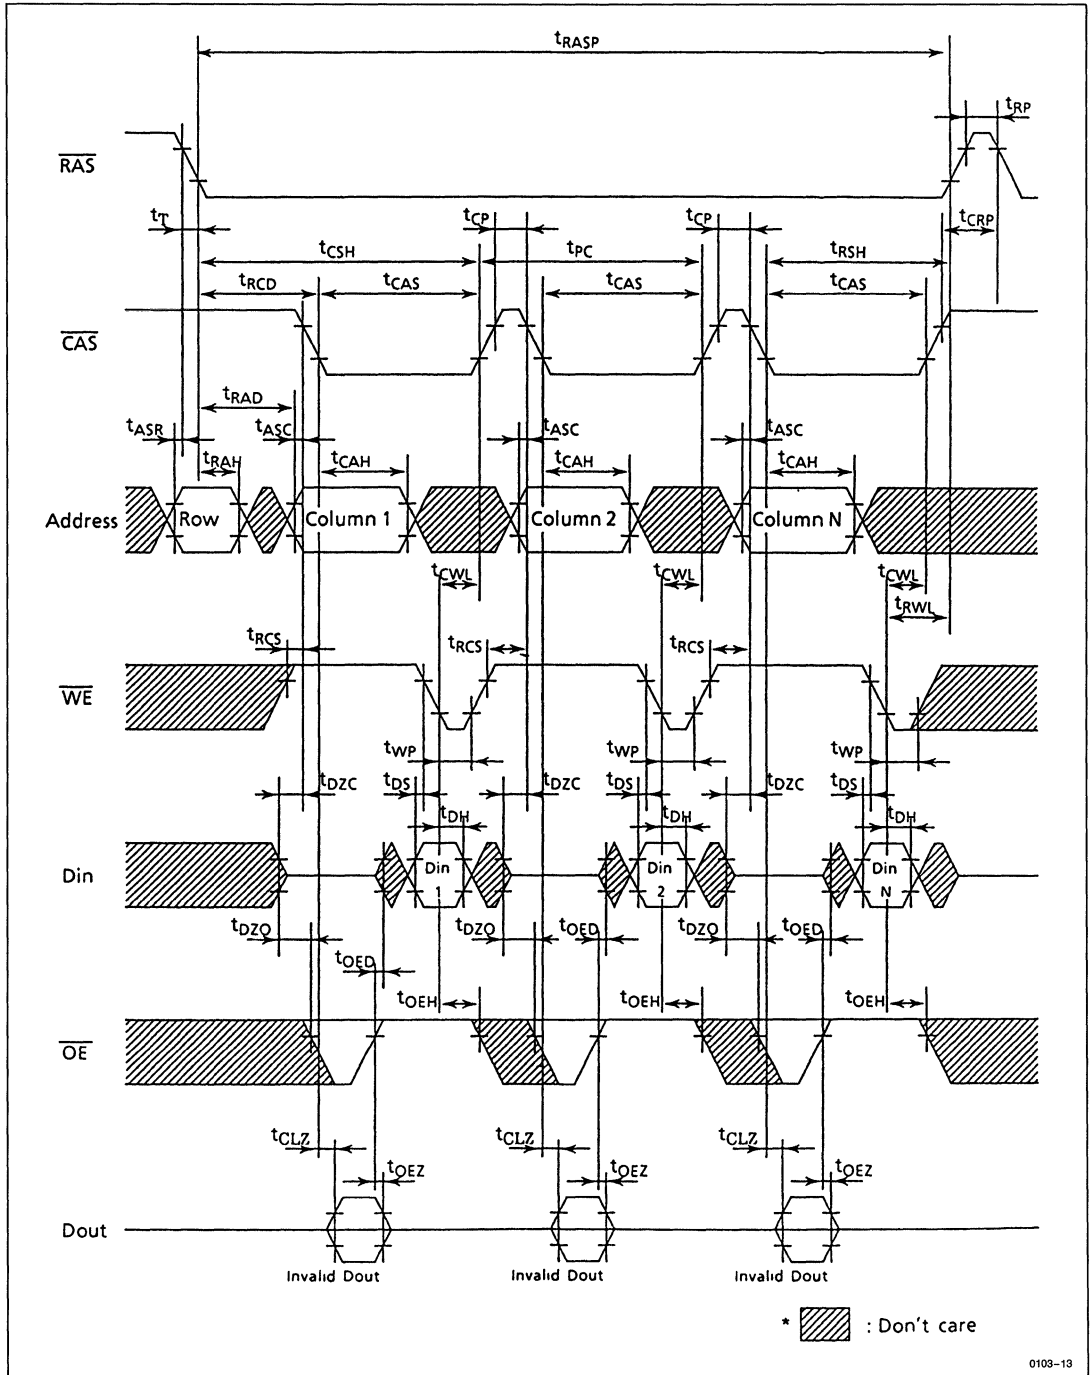 tRASP
tRP
RAS
tT
tCP
tCP
tCRP
tCSH
tPC
tRSH
tRCD
tCAS
tCAS
tCAS
CAS
tRAD
tASR
tASC
tASC
tASC
tRAH
tCAH
tCAH
tCAH
Address
Row
Column 1
Column 2
Column N
tCWL
tCWL
tCWL
tRWL
tRCS
tRCS
tRCS
WE
tWP
tWP
tWP
tDZC
tDS
tDZC
tDS
tDZC
tDS
tDH
tDH
tDH
Din
Din 1
Din 2
Din N
tDZO
tDZO
tOED
tDZO
tOED
tOED
tOEH
tOEH
tOEH
OE
tCLZ
tCLZ
tCLZ
tOEZ
tOEZ
tOEZ
Dout
Invalid Dout
Invalid Dout
Invalid Dout
* : Don't care
0103-13